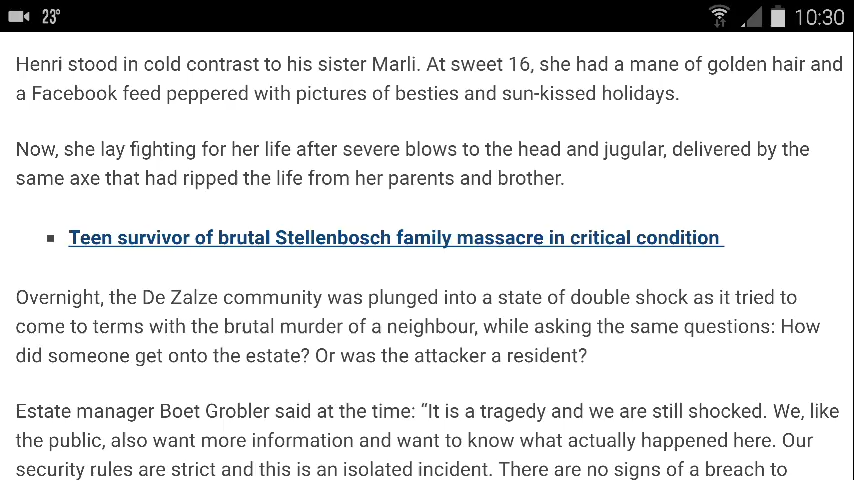 23° 10:30
Henri stood in cold contrast to his sister Marli. At sweet 16, she had a mane of golden hair and
a Facebook feed peppered with pictures of besties and sun-kissed holidays.
Now, she lay fighting for her life after severe blows to the head and jugular, delivered by the
same axe that had ripped the life from her parents and brother.
▪ Teen survivor of brutal Stellenbosch family massacre in critical condition
Overnight, the De Zalze community was plunged into a state of double shock as it tried to
come to terms with the brutal murder of a neighbour, while asking the same questions: How
did someone get onto the estate? Or was the attacker a resident?
Estate manager Boet Grobler said at the time: “It is a tragedy and we are still shocked. We, like
the public, also want more information and want to know what actually happened here. Our
security rules are strict and this is an isolated incident. There are no signs of a breach to